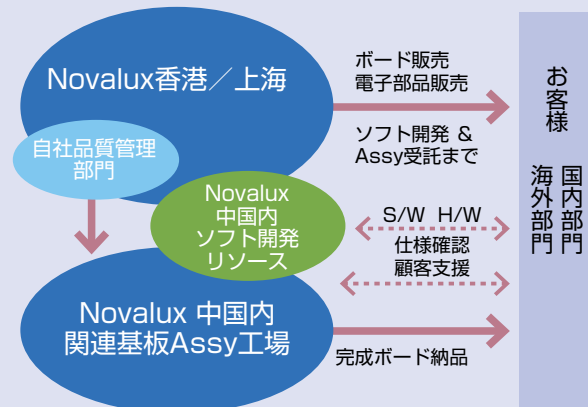 Novalux香港／上海
自社品質管理
部門
Novalux
中国内
ソフト開発
リソース
Novalux 中国内
関連基板Assy工場
ボード販売
電子部品販売
ソフト開発 &
Assy受託まで
S/W H/W
仕様確認
顧客支援
完成ボード納品
お客様
国内部門
海外部門